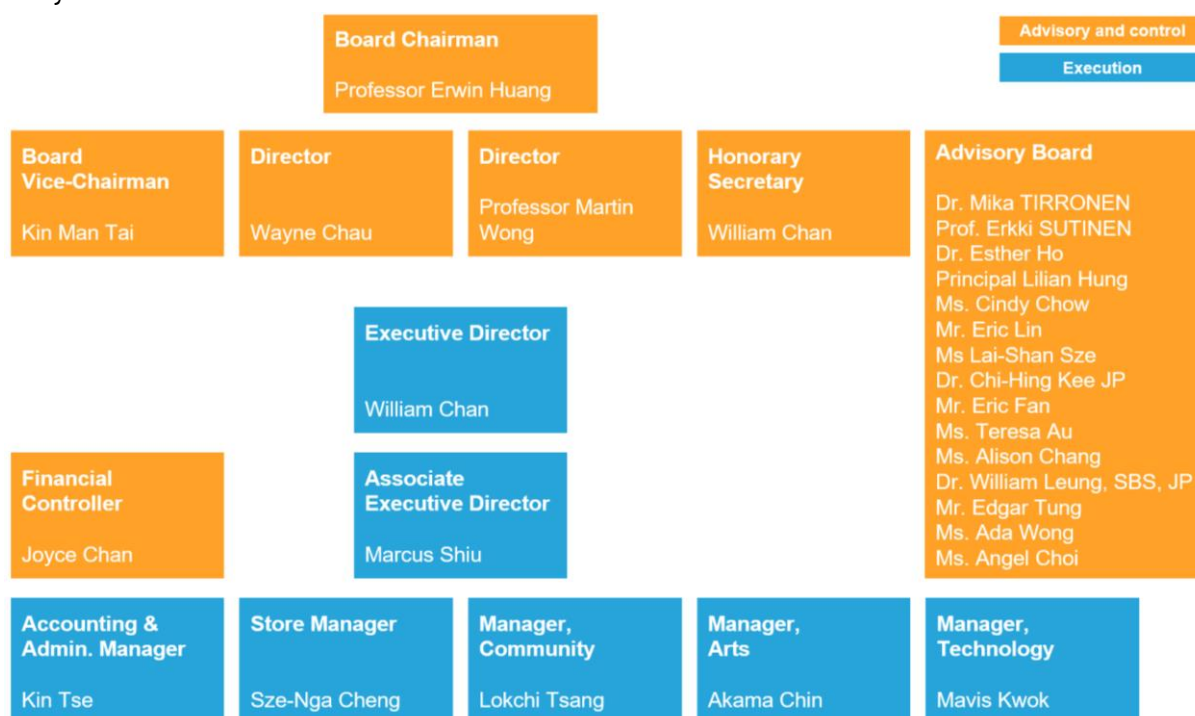 Board Chairman
Professor Erwin Huang
Advisory and control
Execution
Board
Vice-Chairman
Kin Man Tai
Director
Wayne Chau
Director
Professor Martin
Wong
Honorary
Secretary
William Chan
Advisory Board
Dr. Mika TIRRONEN
Prof. Erkki SUTINEN
Dr. Esther Ho
Principal Lilian Hung
Ms. Cindy Chow
Mr. Eric Lin
Ms Lai-Shan Sze
Dr. Chi-Hing Kee JP
Mr. Eric Fan
Ms. Teresa Au
Ms. Alison Chang
Dr. William Leung, SBS, JP
Mr. Edgar Tung
Ms. Ada Wong
Ms. Angel Choi
Executive Director
William Chan
Financial
Controller
Joyce Chan
Associate
Executive Director
Marcus Shiu
Accounting &
Admin. Manager
Kin Tse
Store Manager
Sze-Nga Cheng
Manager,
Community
Lokchi Tsang
Manager,
Arts
Akama Chin
Manager,
Technology
Mavis Kwok